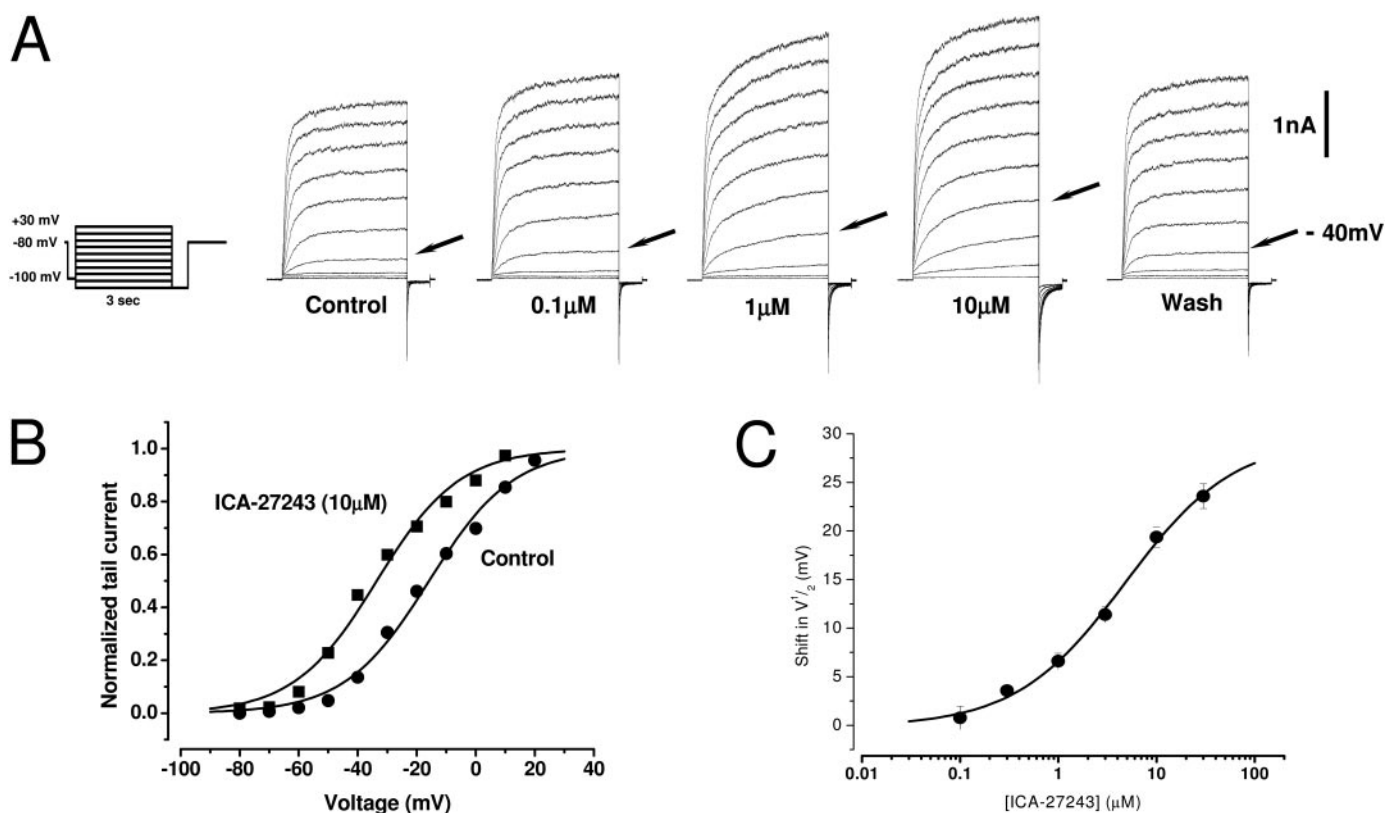 A
+30 mV
-80 mV
-100 mV
3 sec
Control
0.1μM
1μM
10μM
Wash
1nA
- 40mV
B
Normalized tail current
1.0
0.8
0.6
0.4
0.2
0.0
ICA-27243 (10μM)
Control
-100 -80 -60 -40 -20 0 20 40
Voltage (mV)
C
Shift in V1/2 (mV)
30
25
20
15
10
5
0
0.01 0.1 1 10 100
[ICA-27243] (μM)